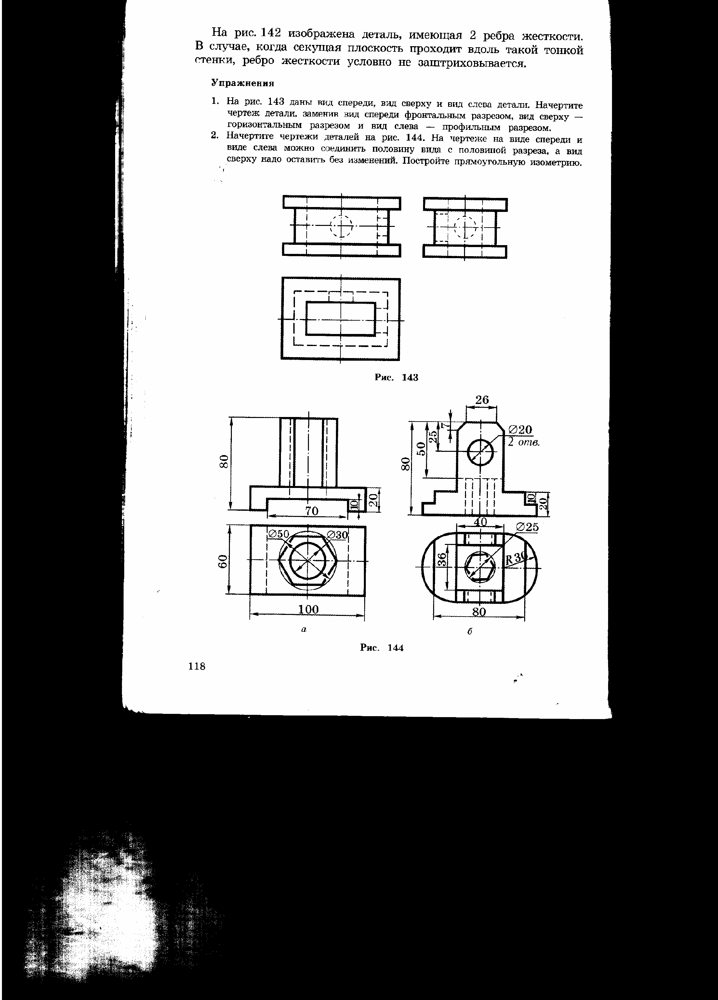 На рис. 142 изображена деталь, имеющая 2 ребра жесткости.
В случае, когда секущая плоскость проходит вдоль такой тонкой
стенки, ребро жесткости условно не заштриховывается.
Упражнения
1. На рис. 143 даны вид спереди, вид сверху и вид слева детали. Начертите
чертеж детали, заменив вид спереди фронтальным разрезом, вид сверху —
горизонтальным разрезом и вид слева — профильным разрезом.
2. Начертите чертежи деталей на рис. 144. На чертеже на виде спереди и
виде слева можно соединить половину вида с половиной разреза, а вид
сверху надо оставить без изменений. Постройте прямоугольную изометрию.
Рис. 143
80
20
10
70
⌀50
⌀30
60
100
а
26
7
25
50
80
⌀20
2 отв.
10
20
40
⌀25
36
R30
80
б
Рис. 144
118